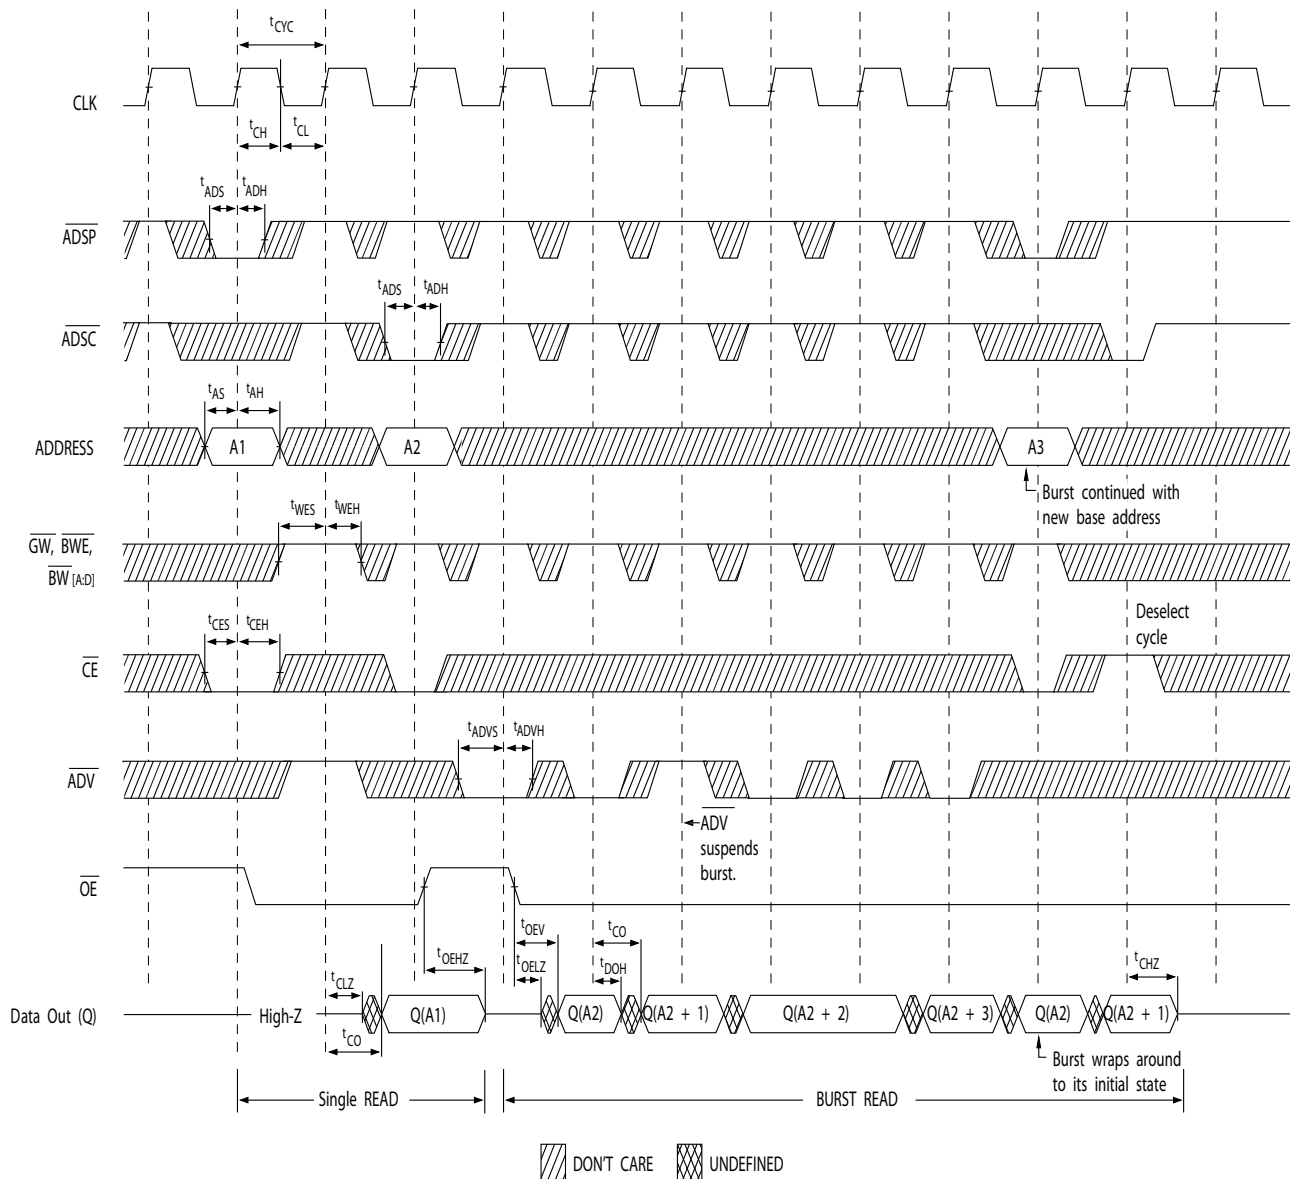 tCYC
CLK
tCH
tCL
tADS
tADH
ADSP
tADS
tADH
ADSC
tAS
tAH
ADDRESS
A1
A2
A3
Burst continued with
new base address
tWES
tWEH
GW, BWE,
BW [A:D]
Deselect
cycle
tCES
tCEH
CE
tADVS
tADVH
ADV
ADV
suspends
burst.
OE
tOEV
tCO
tOEHZ
tOELZ
tDOH
tCHZ
tCLZ
Data Out (Q)
High-Z
Q(A1)
Q(A2)
Q(A2 + 1)
Q(A2 + 2)
Q(A2 + 3)
Q(A2)
Q(A2 + 1)
tCO
Burst wraps around
to its initial state
Single READ
BURST READ
DON'T CARE
UNDEFINED